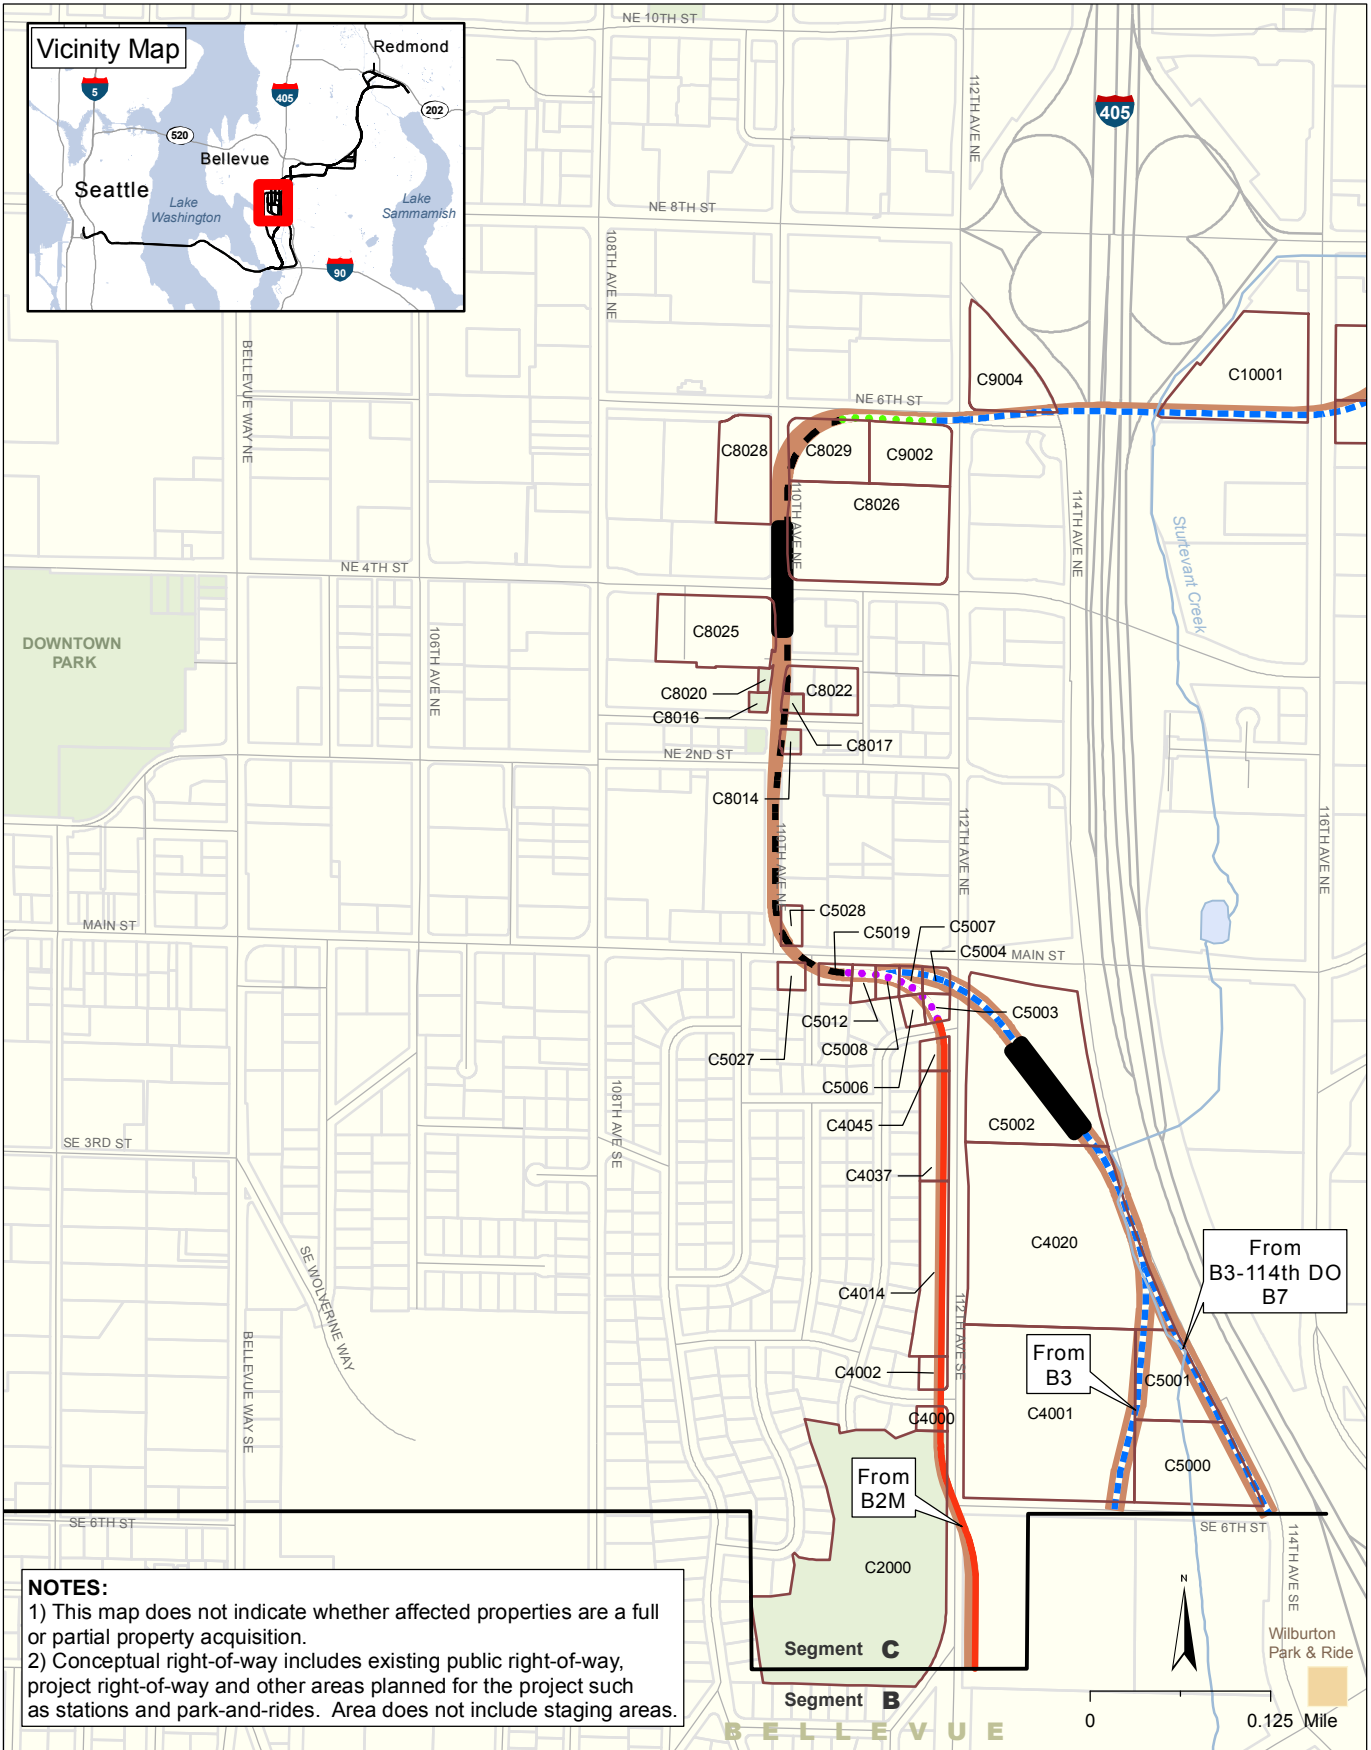 NE 10TH ST
Vicinity Map
Redmond
5
405
202
520
Bellevue
Seattle
Lake
Washington
Lake
Sammamish
90
112TH AVE NE
405
NE 8TH ST
108TH AVE NE
BELLEVUE WAY NE
C9004
C10001
NE 6TH ST
C8028
C8029
C9002
C8026
110TH AVE NE
114TH AVE NE
Sturtevant Creek
NE 4TH ST
DOWNTOWN
PARK
106TH AVE NE
C8025
C8020
C8022
C8016
C8017
NE 2ND ST
C8014
110TH AVE NE
112TH AVE NE
116TH AVE NE
MAIN ST
C5028
C5019
C5007
C5004
MAIN ST
C5012
C5003
C5027
C5008
C5006
108TH AVE SE
C4045
C5002
SE 3RD ST
C4037
C4020
SE WOLVERINE WAY
C4014
112TH AVE SE
From
B3-114th DO
B7
BELLEVUE WAY SE
C4002
From
B3
C5001
C4000
C4001
C5000
From
B2M
SE 6TH ST
SE 6TH ST
114TH AVE SE
C2000
N
NOTES:
1) This map does not indicate whether affected properties are a full
or partial property acquisition.
2) Conceptual right-of-way includes existing public right-of-way,
project right-of-way and other areas planned for the project such
as stations and park-and-rides. Area does not include staging areas.
Segment C
Segment B
Wilburton
Park & Ride
0 0.125 Mile
BELLEVUE